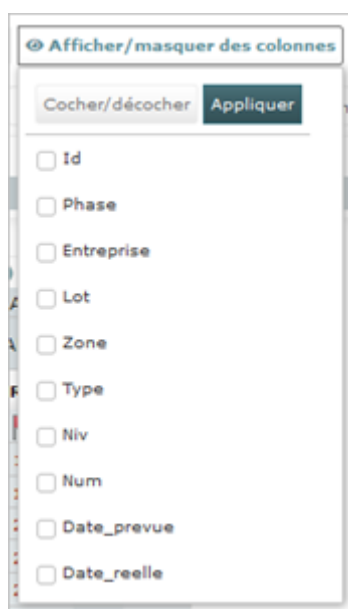 Afficher/masquer des colonnes
Cocher/décocher Appliquer
Id
Phase
Entreprise
Lot
Zone
Type
Niv
Num
Date_prevue
Date_reelle